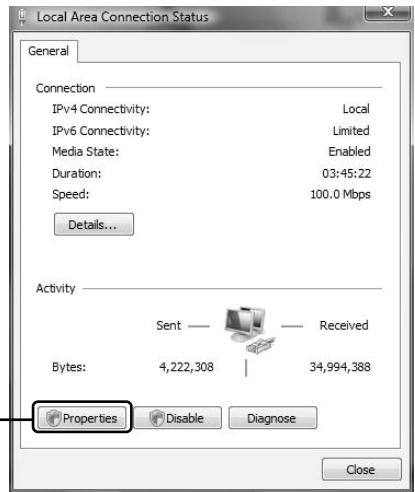 Local Area Connection Status
General
Connection
IPv4 Connectivity: Local
IPv6 Connectivity: Limited
Media State: Enabled
Duration: 03:45:22
Speed: 100.0 Mbps
Details...
Activity
Sent Received
Bytes: 4,222,308 34,994,388
Properties Disable Diagnose
Close